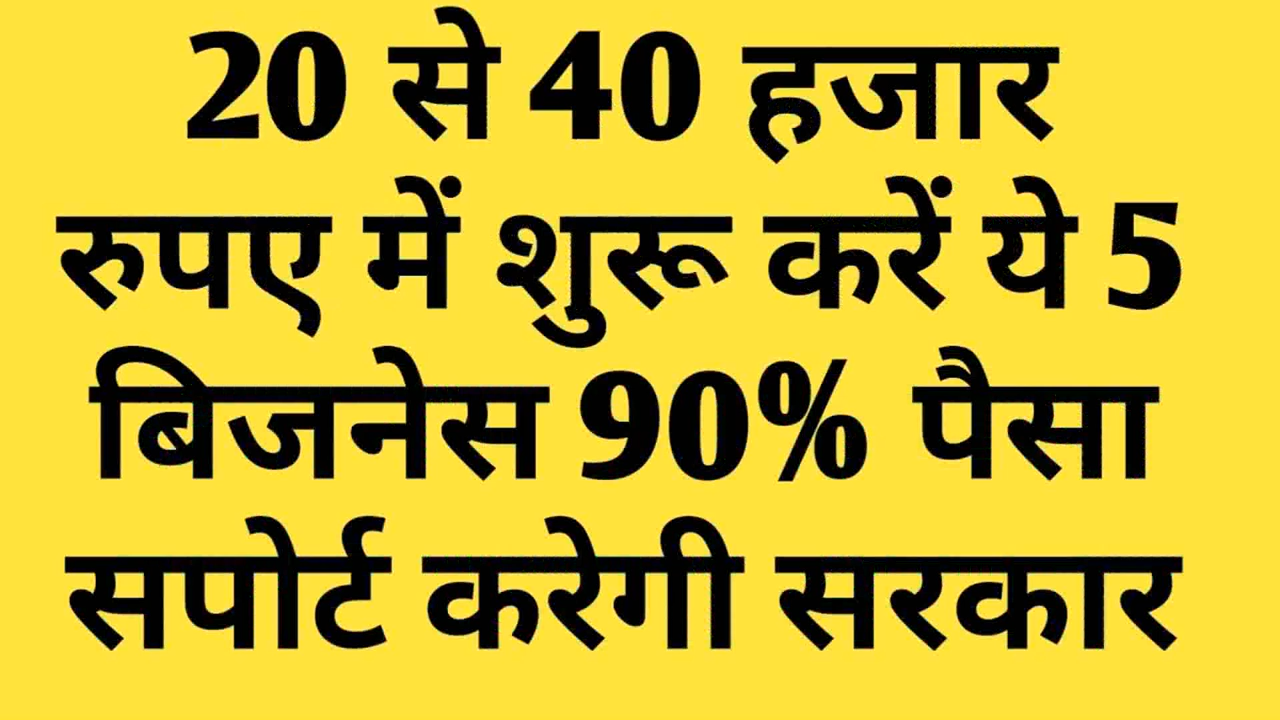 20 से 40 हजार
रुपए में शुरू करें ये 5
बिजनेस 90% पैसा
सपोर्ट करेगी सरकार